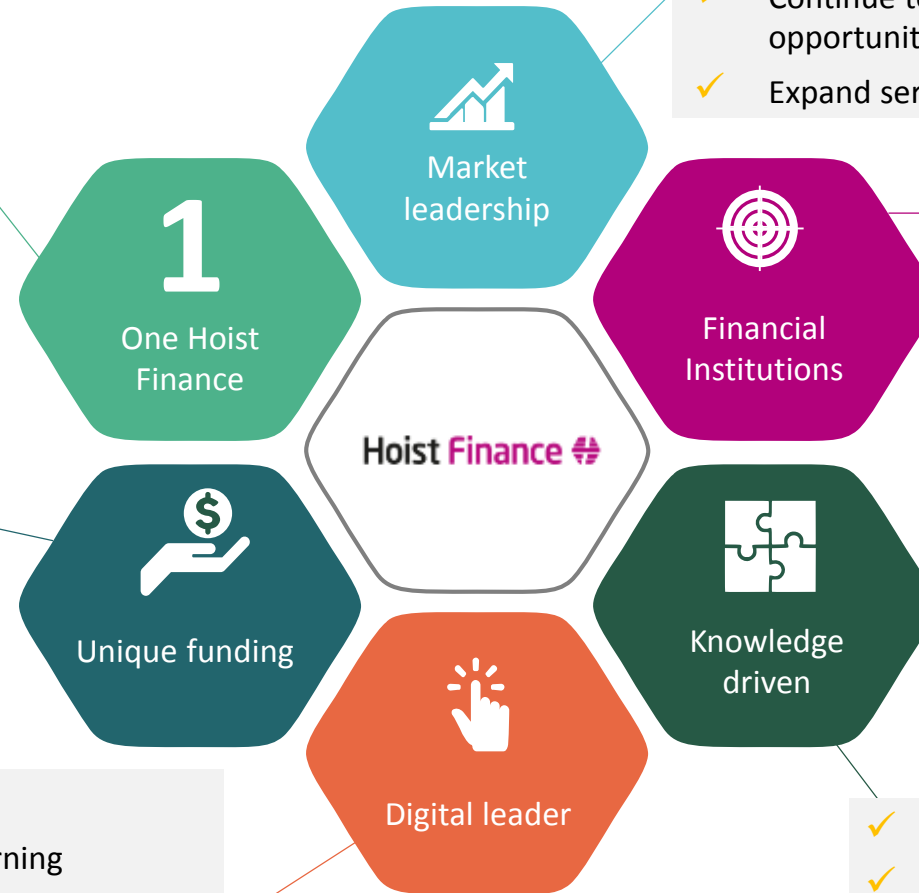 opportunit
Expand ser
Market
leadership
1
One Hoist
Finance
Financial
Institutions
Hoist Finance
$
Unique funding
Knowledge
driven
Digital leader
rning